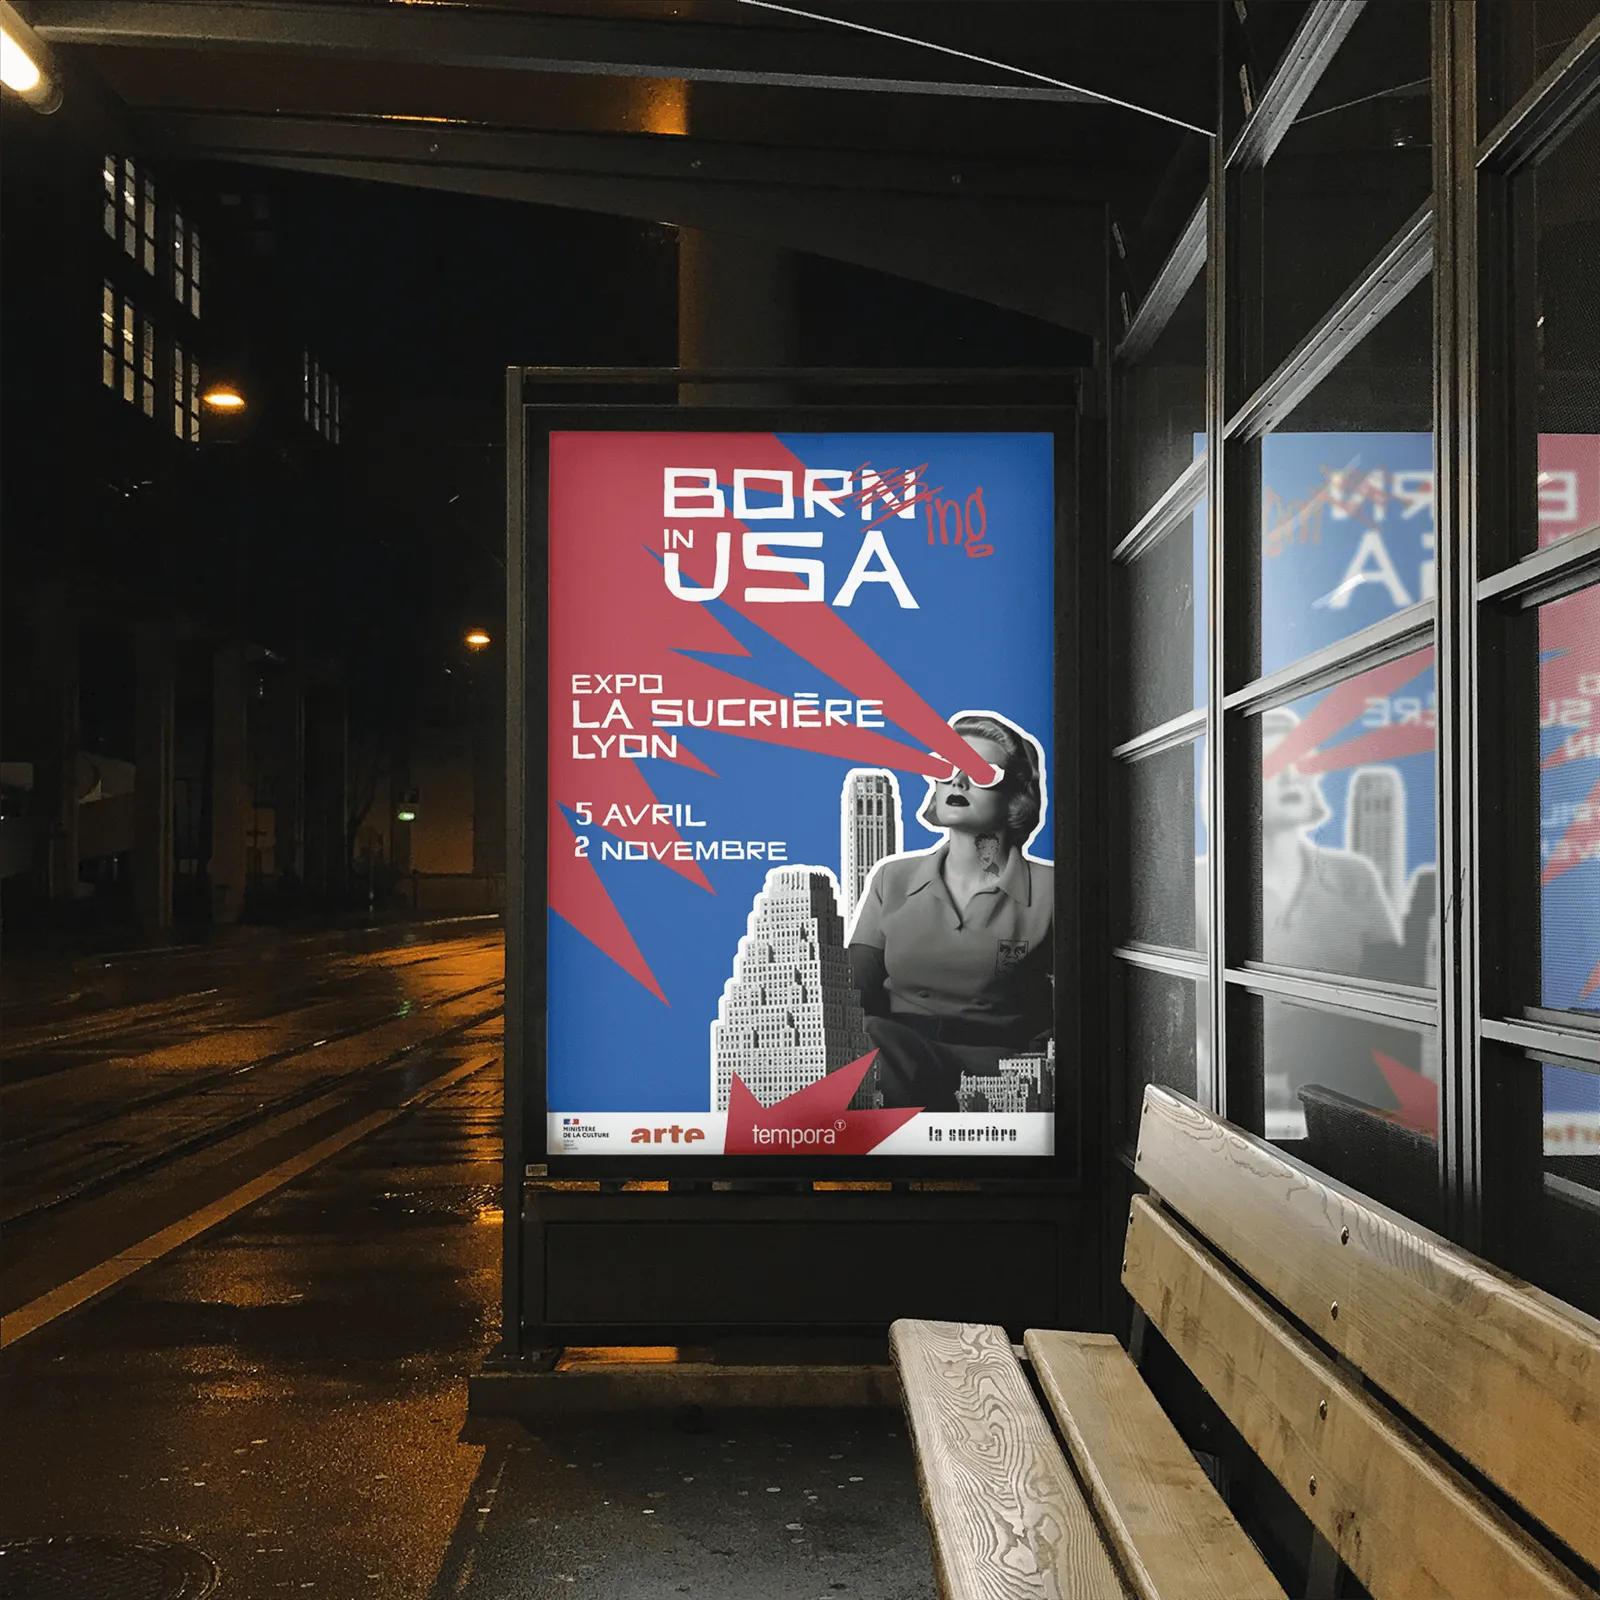 BORN ing
IN
USA
EXPO
LA SUCRIÈRE
LYON
5 AVRIL
2 NOVEMBRE
MINISTÈRE
DE LA CULTURE
arte
tempora T
la sucrière